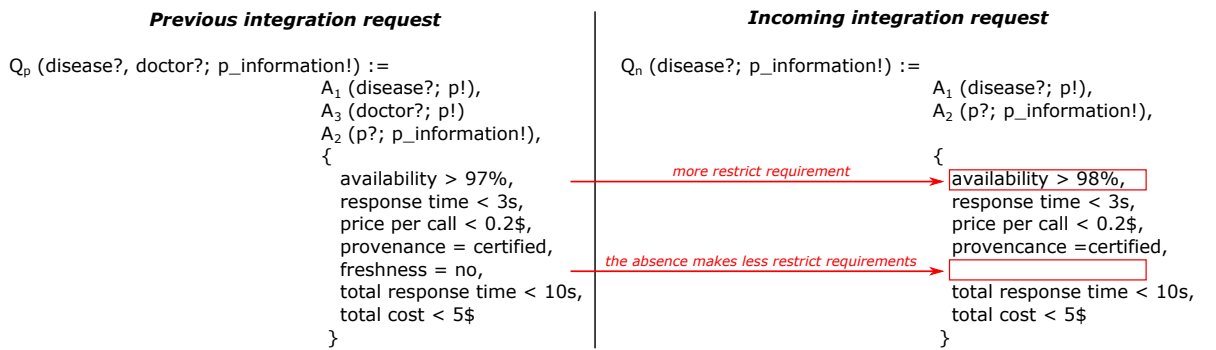 Previous integration request
Qp (disease?, doctor?; p_information!) :=
A1 (disease?; p!),
A3 (doctor?; p!)
A2 (p?; p_information!),
{
availability > 97%,
response time < 3s,
price per call < 0.2$,
provenance = certified,
freshness = no,
total response time < 10s,
total cost < 5$
}
more restrict requirement
the absence makes less restrict requirements
Incoming integration request
Qn (disease?; p_information!) :=
A1 (disease?; p!),
A2 (p?; p_information!),
{
availability > 98%,
response time < 3s,
price per call < 0.2$,
provencance =certified,
total response time < 10s,
total cost < 5$
}